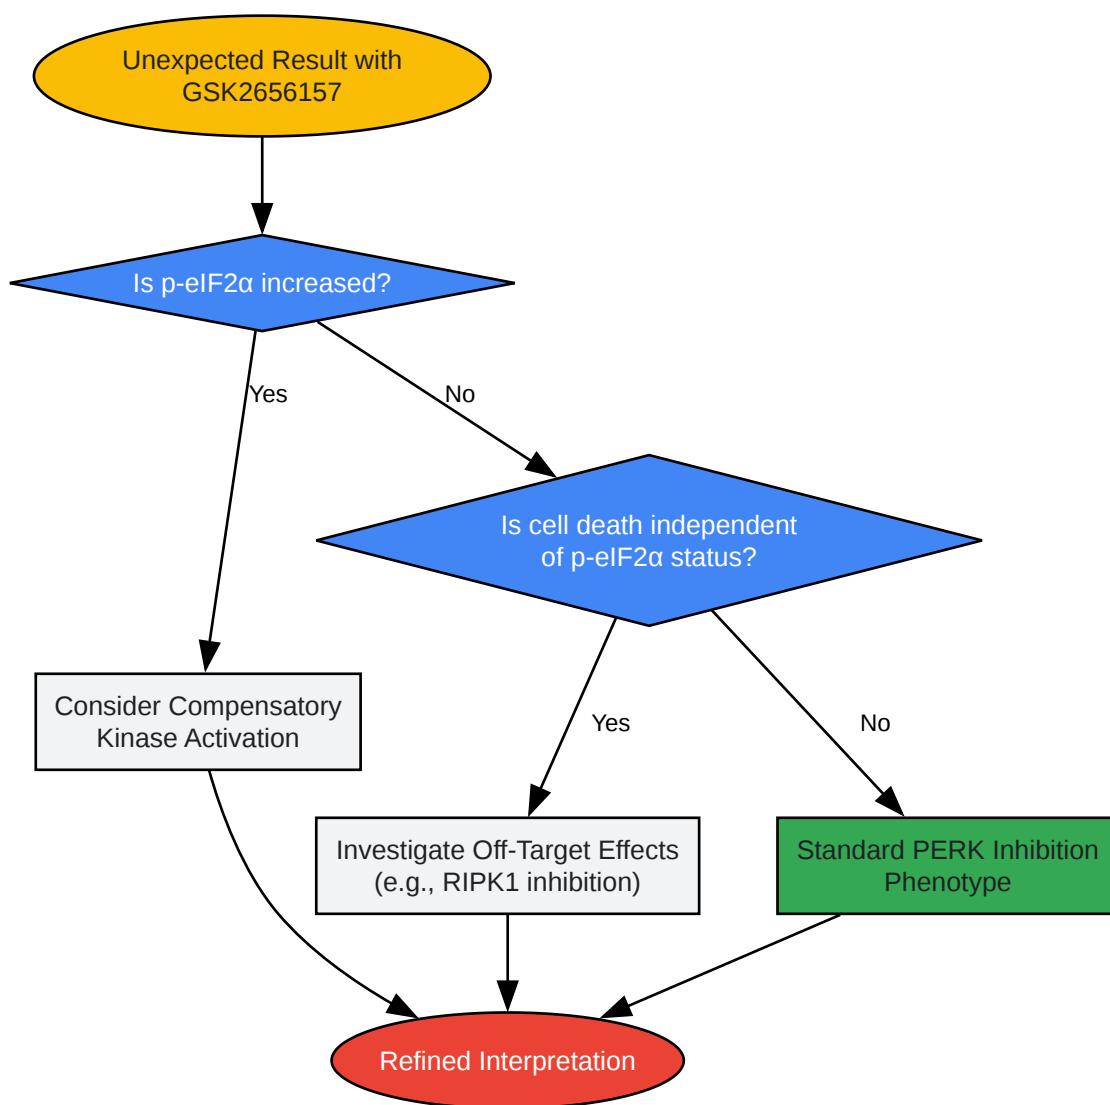 Unexpected Result with
GSK2656157
Is p-eIF2α increased?
Yes
No
Is cell death independent
of p-eIF2α status?
Consider Compensatory
Kinase Activation
Yes
No
Investigate Off-Target Effects
(e.g., RIPK1 inhibition)
Standard PERK Inhibition
Phenotype
Refined Interpretation